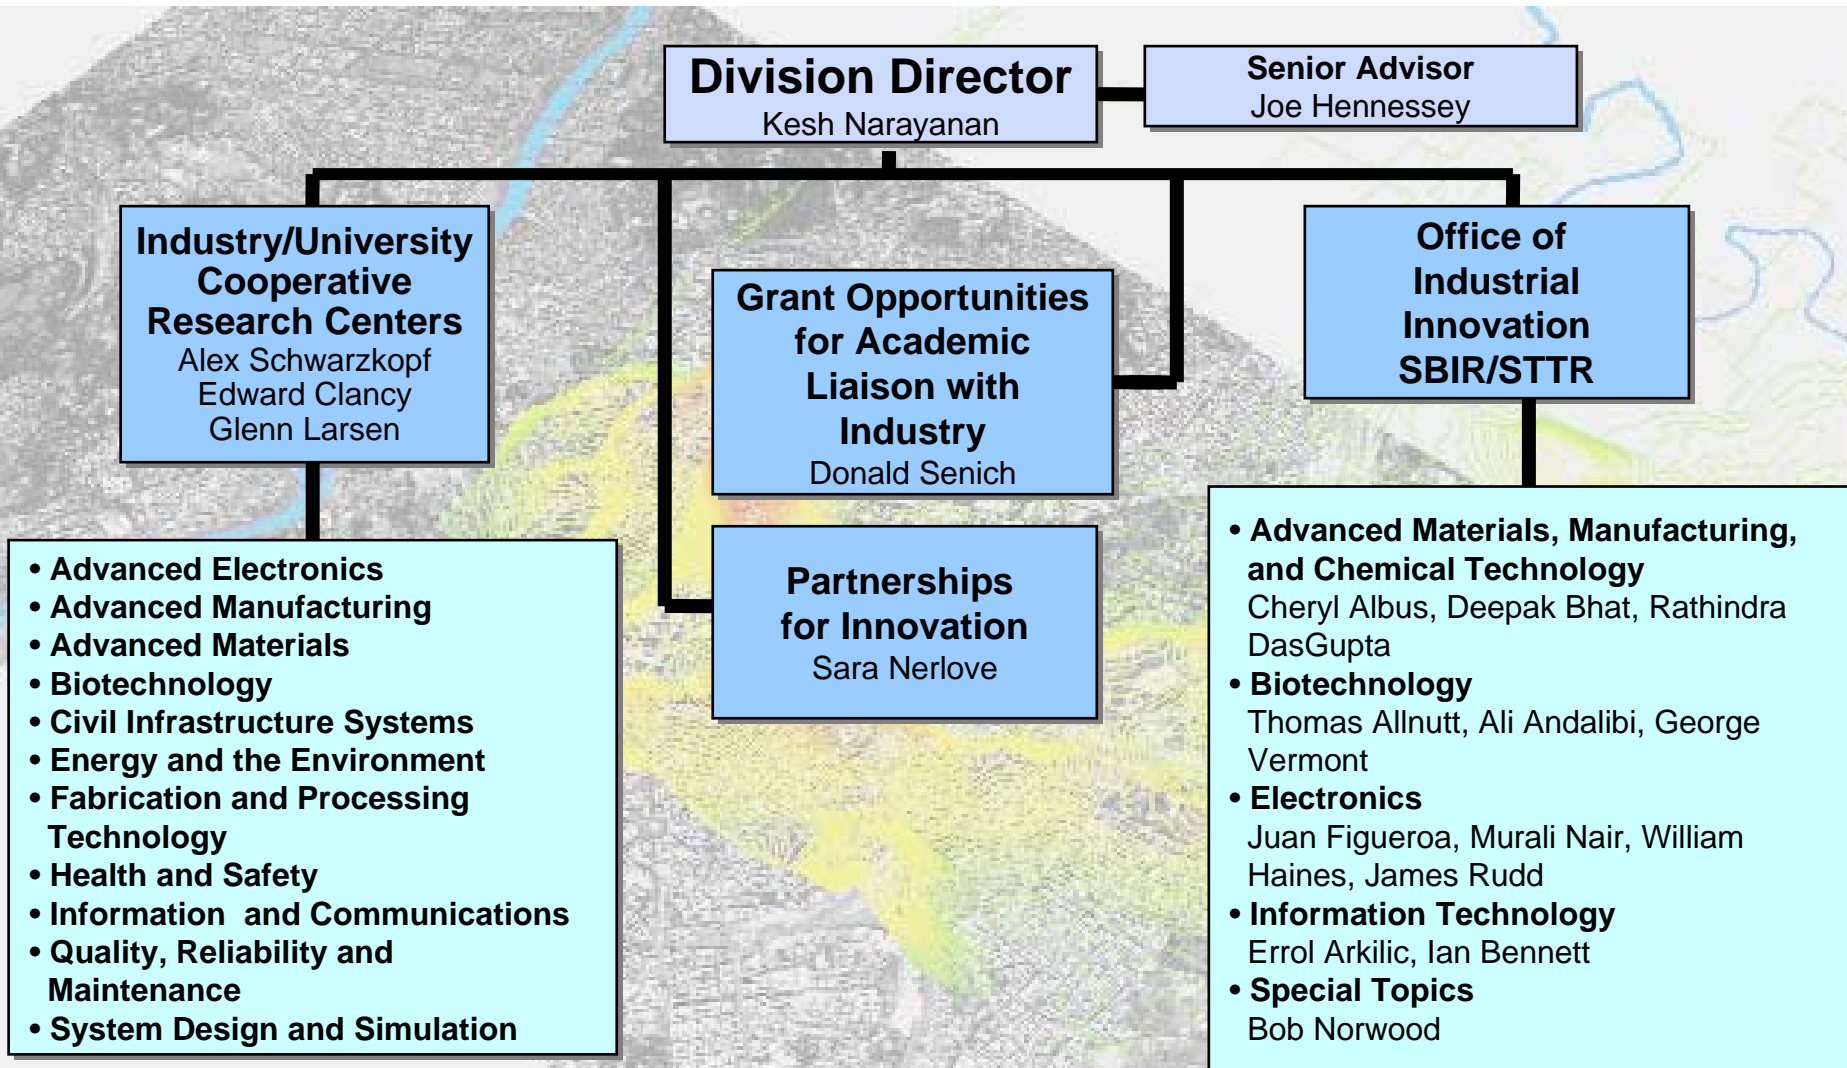 Division Director
Kesh Narayanan
Senior Advisor
Joe Hennessey
Industry/University
Cooperative
Research Centers
Alex Schwarzkopf
Edward Clancy
Glenn Larsen
Grant Opportunities
for Academic
Liaison with
Industry
Donald Senich
Partnerships
for Innovation
Sara Nerlove
Office of
Industrial
Innovation
SBIR/STTR
• Advanced Electronics
• Advanced Manufacturing
• Advanced Materials
• Biotechnology
• Civil Infrastructure Systems
• Energy and the Environment
• Fabrication and Processing
Technology
• Health and Safety
• Information and Communications
• Quality, Reliability and
Maintenance
• System Design and Simulation
• Advanced Materials, Manufacturing,
and Chemical Technology
Cheryl Albus, Deepak Bhat, Rathindra
DasGupta
• Biotechnology
Thomas Allnutt, Ali Andalibi, George
Vermont
• Electronics
Juan Figueroa, Murali Nair, William
Haines, James Rudd
• Information Technology
Errol Arkilic, Ian Bennett
• Special Topics
Bob Norwood